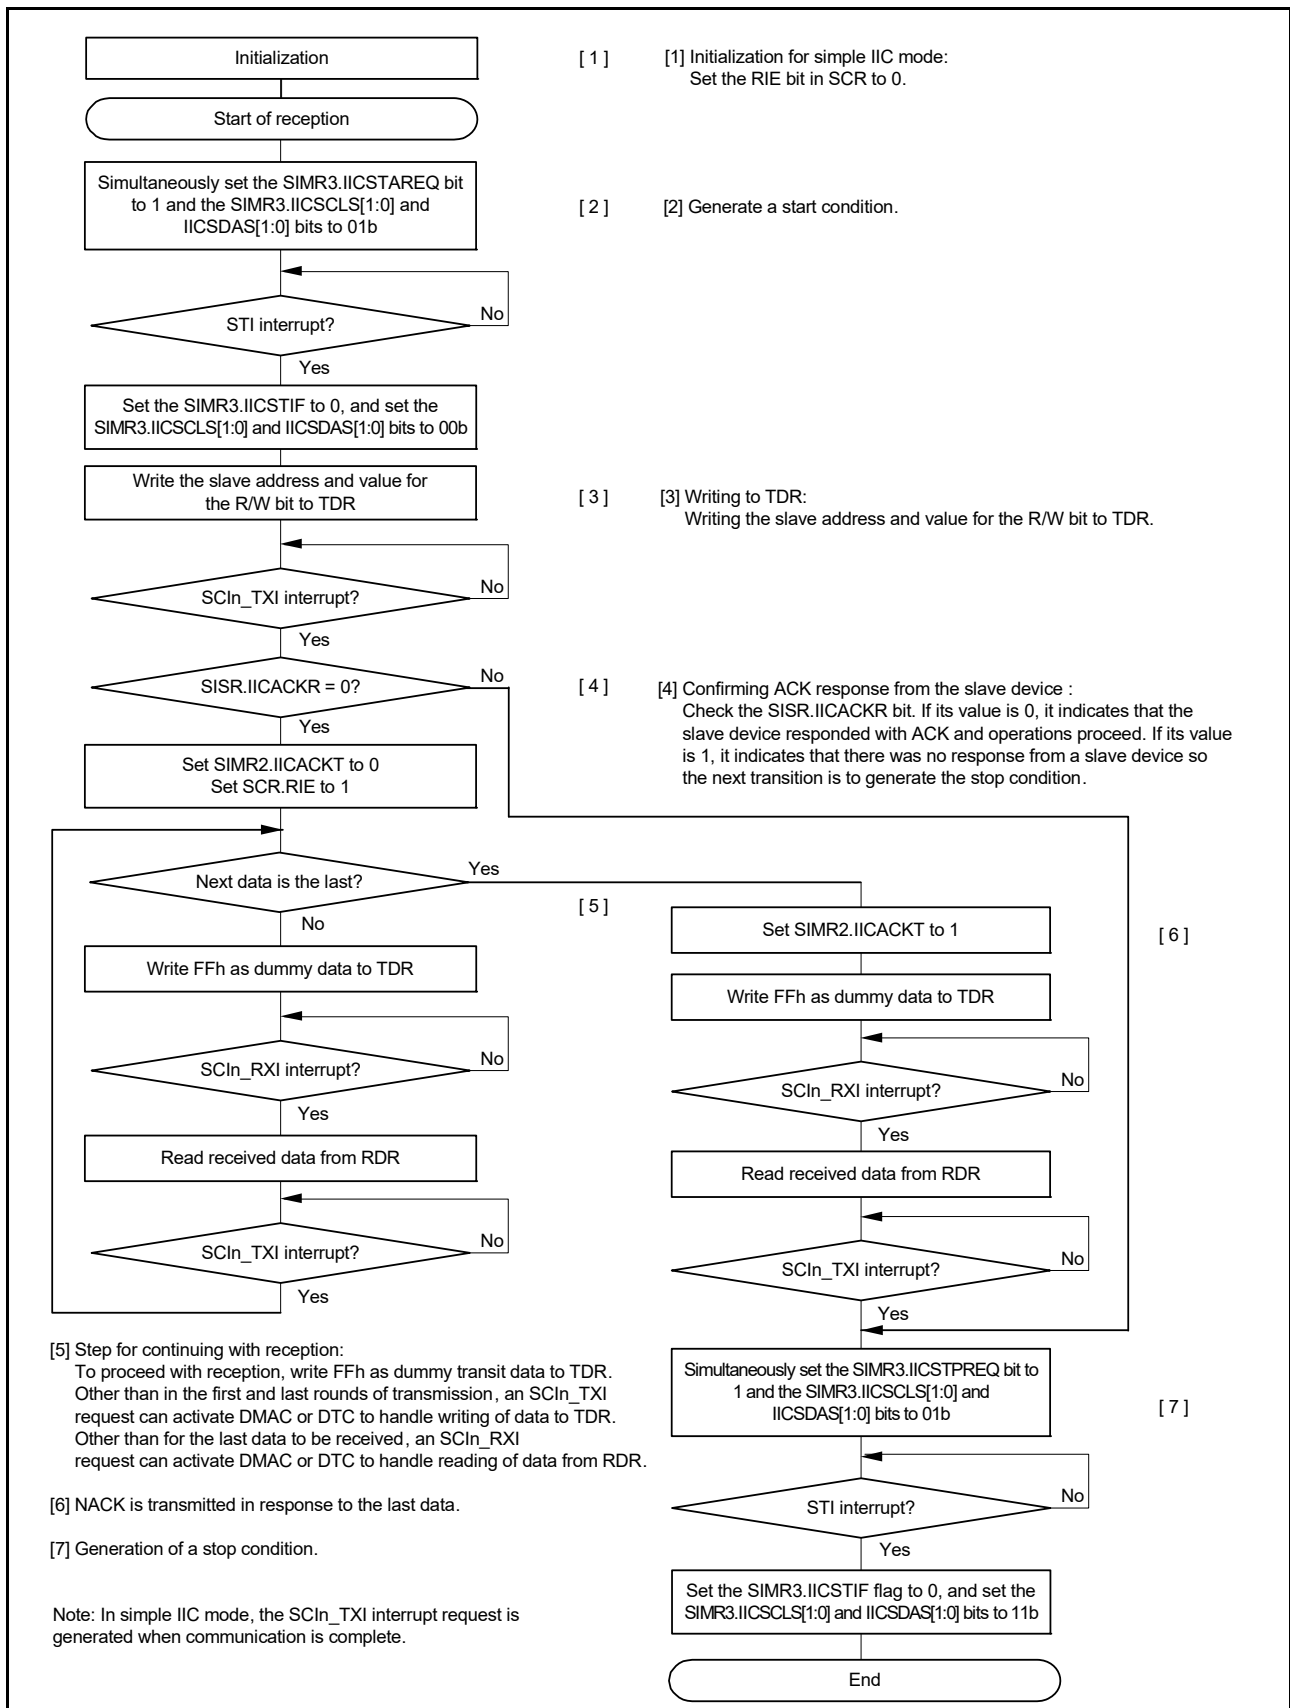 Initialization
[ 1 ]
[1] Initialization for simple IIC mode:
Set the RIE bit in SCR to 0.
Start of reception
Simultaneously set the SIMR3.IICSTAREQ bit
to 1 and the SIMR3.IICSCLS[1:0] and
IICSDAS[1:0] bits to 01b
[ 2 ]
[2] Generate a start condition.
STI interrupt?
No
Yes
Set the SIMR3.IICSTIF to 0, and set the
SIMR3.IICSCLS[1:0] and IICSDAS[1:0] bits to 00b
Write the slave address and value for
the R/W bit to TDR
[ 3 ]
[3] Writing to TDR:
Writing the slave address and value for the R/W bit to TDR.
SCIn_TXI interrupt?
No
Yes
SISR.IICACKR = 0?
No
Yes
[ 4 ]
[4] Confirming ACK response from the slave device :
Check the SISR.IICACKR bit. If its value is 0, it indicates that the
slave device responded with ACK and operations proceed. If its value
is 1, it indicates that there was no response from a slave device so
the next transition is to generate the stop condition.
Set SIMR2.IICACKT to 0
Set SCR.RIE to 1
Next data is the last?
Yes
No
[ 5 ]
Write FFh as dummy data to TDR
SCIn_RXI interrupt?
No
Yes
Read received data from RDR
SCIn_TXI interrupt?
No
Yes
Set SIMR2.IICACKT to 1
[ 6 ]
Write FFh as dummy data to TDR
SCIn_RXI interrupt?
No
Yes
Read received data from RDR
SCIn_TXI interrupt?
No
Yes
Simultaneously set the SIMR3.IICSTPREQ bit to
1 and the SIMR3.IICSCLS[1:0] and
IICSDAS[1:0] bits to 01b
[ 7 ]
STI interrupt?
No
Yes
Set the SIMR3.IICSTIF flag to 0, and set the
SIMR3.IICSCLS[1:0] and IICSDAS[1:0] bits to 11b
End
[5] Step for continuing with reception:
To proceed with reception, write FFh as dummy transit data to TDR.
Other than in the first and last rounds of transmission, an SCIn_TXI
request can activate DMAC or DTC to handle writing of data to TDR.
Other than for the last data to be received, an SCIn_RXI
request can activate DMAC or DTC to handle reading of data from RDR.
[6] NACK is transmitted in response to the last data.
[7] Generation of a stop condition.
Note: In simple IIC mode, the SCIn_TXI interrupt request is
generated when communication is complete.